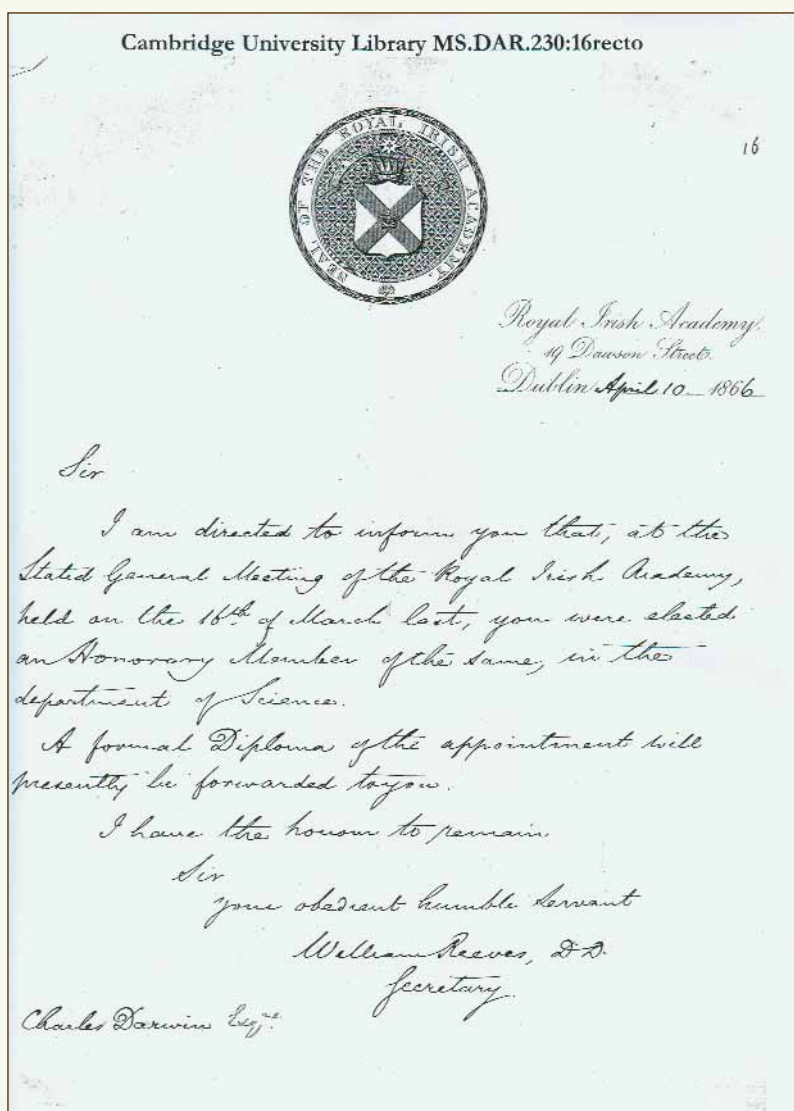 Cambridge University Library MS.DAR.230:16recto
16
SEAL OF THE ROYAL IRISH ACADEMY.
Royal Irish Academy.
19 Dawson Street.
Dublin April 10 1866
Sir
I am directed to inform you that, at the
Stated General Meeting of the Royal Irish Academy,
held on the 16th of March last, you were elected
an Honorary Member of the same, in the
department of Science.
A formal Diploma of the appointment will
presently be forwarded to you.
I have the honour to remain
Sir
your obedient humble servant
William Reeves, D.D.
Secretary.
Charles Darwin Esqre.